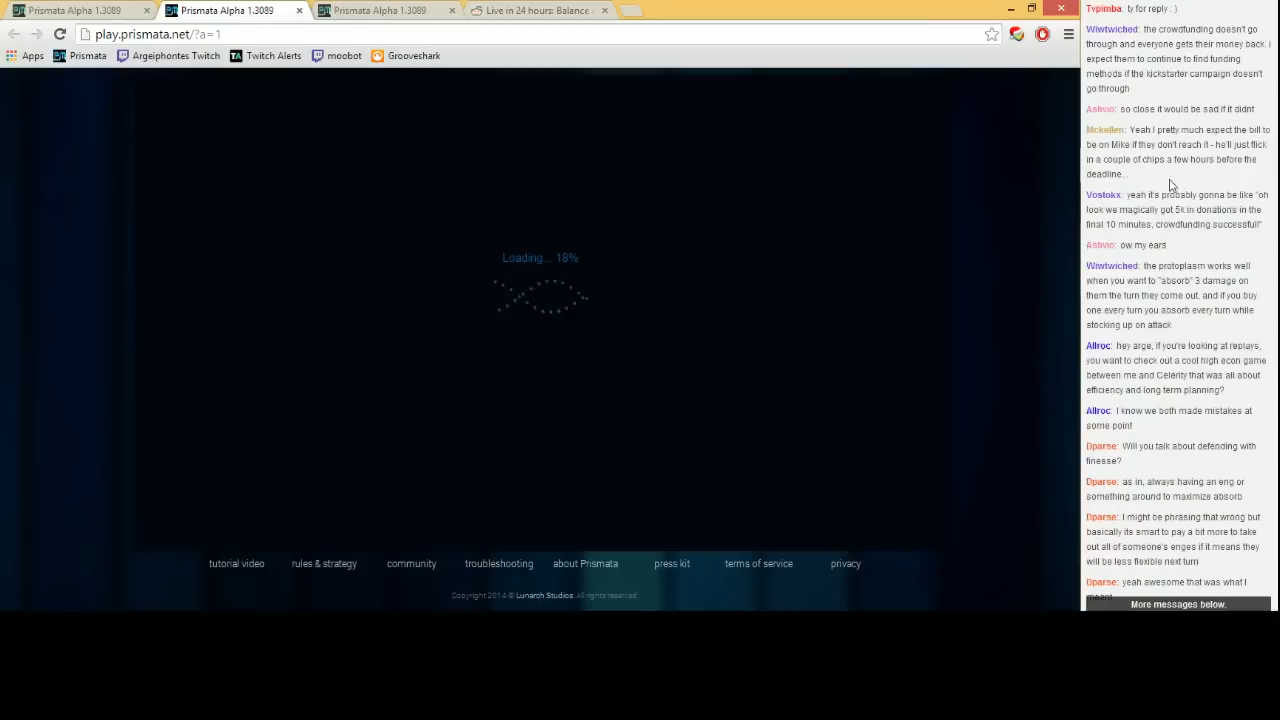 Prismata Alpha 1.3089 × Prismata Alpha 1.3089 × Prismata Alpha 1.3089 × Live in 24 hours: Balance ×
play.prismata.net/?a=1
Apps Prismata Argeiphontes Twitch TA Twitch Alerts moobot Grooveshark
Loading... 18%
tutorial video rules & strategy community troubleshooting about Prismata press kit terms of service privacy
Copyright 2014 © Lunarch Studios. All rights reserved
Tvpimba: ty for reply : )
Wiwtwiched: the crowdfunding doesn't go
through and everyone gets their money back. i
expect them to continue to find funding
methods if the kickstarter campaign doesn't
go through
Ashvio: so close it would be sad if it didnt
Mckellen: Yeah I pretty much expect the bill to
be on Mike if they don't reach it - he'll just flick
in a couple of chips a few hours before the
deadline...
Vostokx: yeah it's probably gonna be like "oh
look we magically got 5k in donations in the
final 10 minutes, crowdfunding successful!"
Ashvio: ow my ears
Wiwtwiched: the protoplasm works well
when you want to "absorb" 3 damage on
them the turn they come out. and if you buy
one every turn you absorb every turn while
stocking up on attack
Allroc: hey arge, if you're looking at replays,
you want to check out a cool high econ game
between me and Celerity that was all about
efficiency and long term planning?
Allroc: I know we both made mistakes at
some point
Dparse: Will you talk about defending with
finesse?
Dparse: as in, always having an eng or
something around to maximize absorb
Dparse: I might be phrasing that wrong but
basically its smart to pay a bit more to take
out all of someone's enges if it means they
will be less flexible next turn
Dparse: yeah awesome that was what I
meant
More messages below.